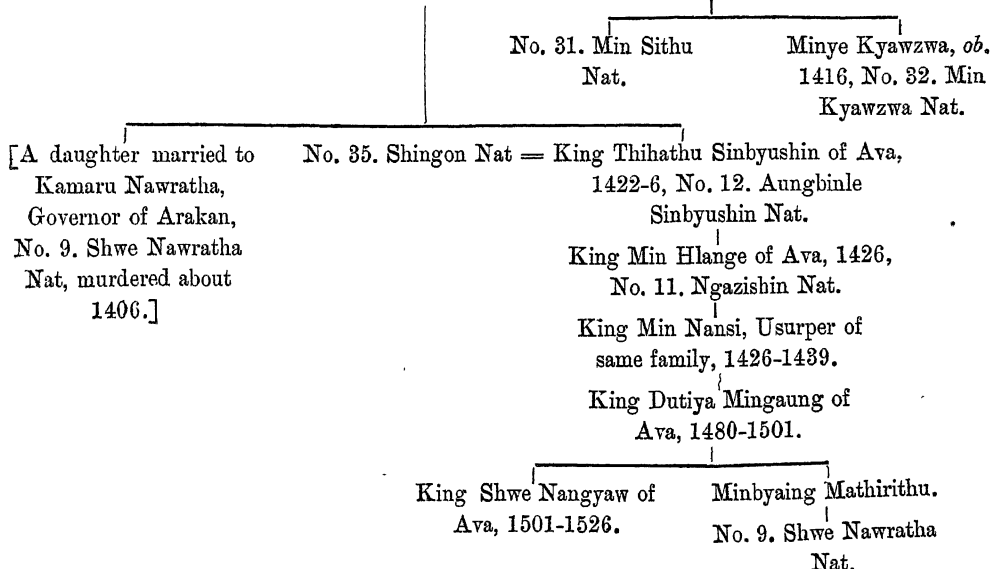 No. 31. Min Sithu
Nat.
Minye Kyawzwa, ob.
1416, No. 32. Min
Kyawzwa Nat.
[A daughter married to
Kamaru Nawratha,
Governor of Arakan,
No. 9. Shwe Nawratha
Nat, murdered about
1406.]
No. 35. Shingon Nat = King Thihathu Sinbyushin of Ava,
1422-6, No. 12. Aungbinle
Sinbyushin Nat.
King Min Hlange of Ava, 1426,
No. 11. Ngazishin Nat.
King Min Nansi, Usurper of
same family, 1426-1439.
King Dutiya Mingaung of
Ava, 1480-1501.
King Shwe Nangyaw of
Ava, 1501-1526.
Minbyaing Mathirithu.
No. 9. Shwe Nawratha
Nat.